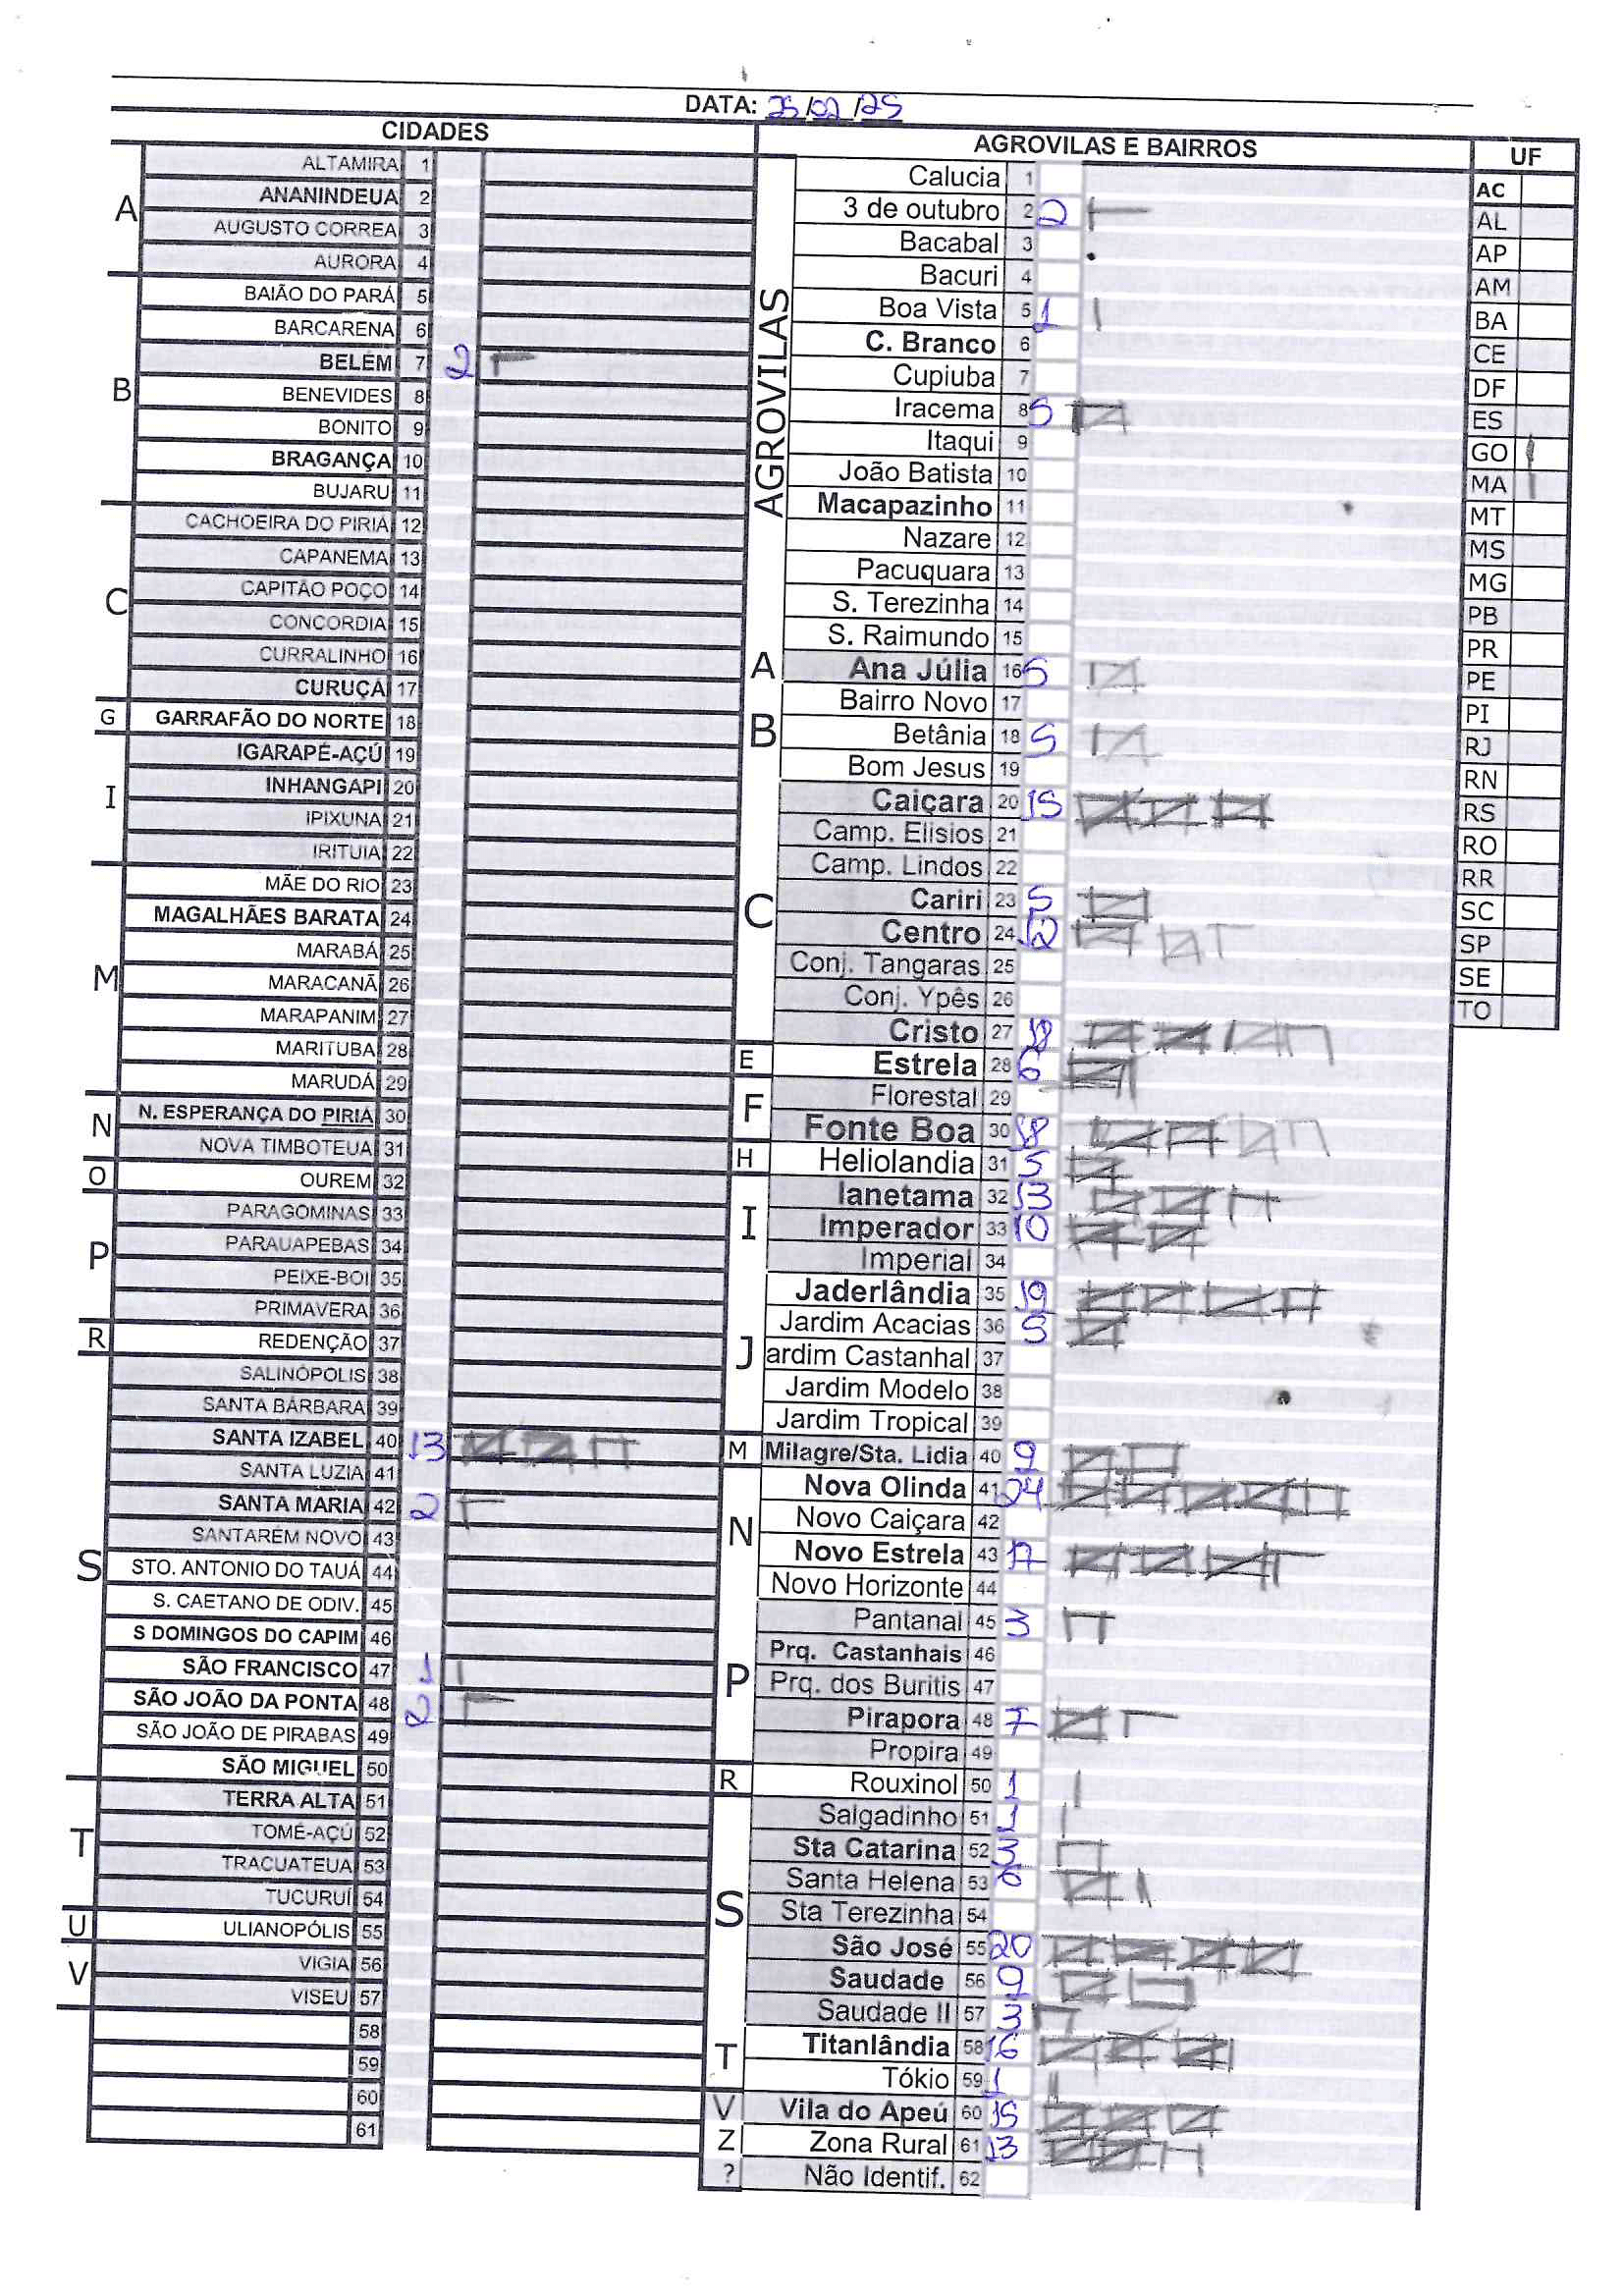 DATA: 25/02/25
CIDADES
A
ALTAMIRA 1
ANANINDEUA 2
AUGUSTO CORREA 3
AURORA 4
B
BAIÃO DO PARÁ 5
BARCARENA 6
BELÉM 7 2
BENEVIDES 8
BONITO 9
BRAGANÇA 10
BUJARU 11
C
CACHOEIRA DO PIRIA 12
CAPANEMA 13
CAPITÃO POÇO 14
CONCORDIA 15
CURRALINHO 16
CURUÇA 17
G
GARRAFÃO DO NORTE 18
I
IGARAPÉ-AÇÚ 19
INHANGAPI 20
IPIXUNA 21
IRITUIA 22
M
MÃE DO RIO 23
MAGALHÃES BARATA 24
MARABÁ 25
MARACANÃ 26
MARAPANIM 27
MARITUBA 28
MARUDÁ 29
N
N. ESPERANÇA DO PIRIA 30
NOVA TIMBOTEUA 31
O
OUREM 32
P
PARAGOMINAS 33
PARAUAPEBAS 34
PEIXE-BOI 35
PRIMAVERA 36
R
REDENÇÃO 37
S
SALINÓPOLIS 38
SANTA BÁRBARA 39
SANTA IZABEL 40 13
SANTA LUZIA 41
SANTA MARIA 42 2
SANTARÉM NOVO 43
STO. ANTONIO DO TAUÁ 44
S. CAETANO DE ODIV. 45
S DOMINGOS DO CAPIM 46
SÃO FRANCISCO 47 1
SÃO JOÃO DA PONTA 48 2
SÃO JOÃO DE PIRABAS 49
SÃO MIGUEL 50
T
TERRA ALTA 51
TOMÉ-AÇÚ 52
TRACUATEUA 53
TUCURUÍ 54
U
ULIANOPÓLIS 55
V
VIGIA 56
VISEU 57
58
59
60
61
AGROVILAS E BAIRROS
AGROVILAS
Calucia 1
3 de outubro 2 2
Bacabal 3
Bacuri 4
Boa Vista 5 1
C. Branco 6
Cupiuba 7
Iracema 8 5
Itaqui 9
João Batista 10
Macapazinho 11
Nazare 12
Pacuquara 13
S. Terezinha 14
S. Raimundo 15
A
Ana Júlia 16 5
B
Bairro Novo 17
Betânia 18 5
Bom Jesus 19
C
Caiçara 20 15
Camp. Elisios 21
Camp. Lindos 22
Cariri 23 5
Centro 24 12
Conj. Tangaras 25
Conj. Ypês 26
Cristo 27 18
E
Estrela 28 6
F
Florestal 29
Fonte Boa 30 18
H
Heliolandia 31 5
I
Ianetama 32 13
Imperador 33 10
Imperial 34
J
Jaderlândia 35 19
Jardim Acacias 36 5
ardim Castanhal 37
Jardim Modelo 38
Jardim Tropical 39
M
Milagre/Sta. Lidia 40 9
N
Nova Olinda 41 24
Novo Caiçara 42
Novo Estrela 43 17
Novo Horizonte 44
P
Pantanal 45 3
Prq. Castanhais 46
Prq. dos Buritis 47
Pirapora 48 7
Propira 49
R
Rouxinol 50 1
S
Salgadinho 51 1
Sta Catarina 52 3
Santa Helena 53 6
Sta Terezinha 54
São José 55 20
Saudade 56 9
Saudade II 57 3
T
Titanlândia 58 16
Tókio 59 1
V
Vila do Apeú 60 15
Z
Zona Rural 61 13
?
Não Identif. 62
UF
AC
AL
AP
AM
BA
CE
DF
ES
GO
MA
MT
MS
MG
PB
PR
PE
PI
RJ
RN
RS
RO
RR
SC
SP
SE
TO